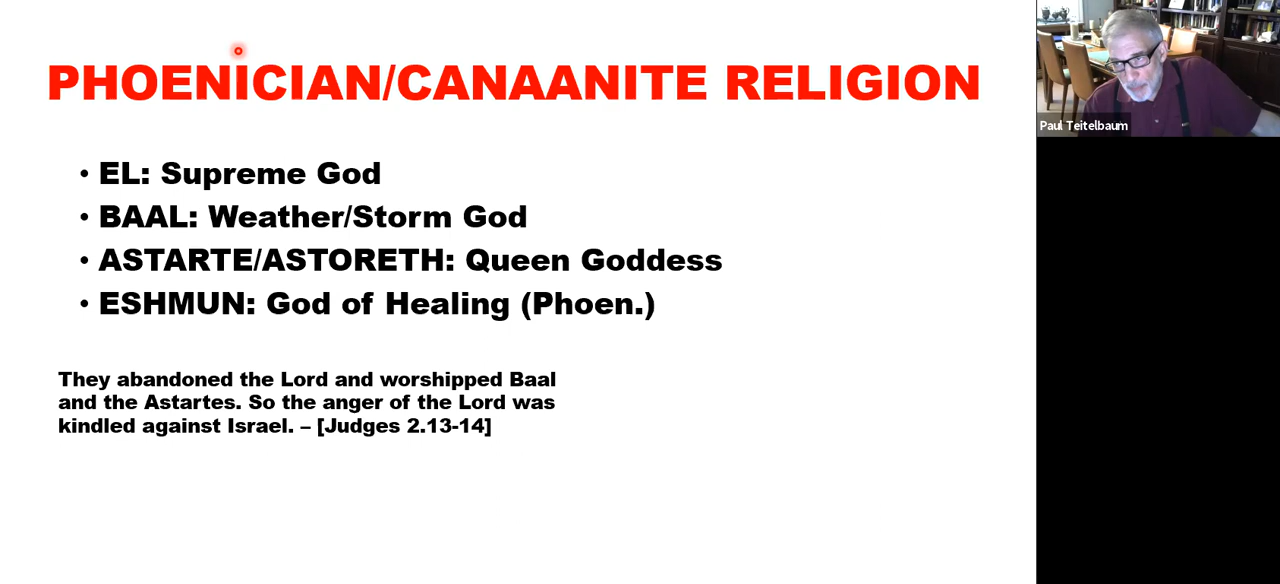 PHOENICIAN/CANAANITE RELIGION
• EL: Supreme God
• BAAL: Weather/Storm God
• ASTARTE/ASTORETH: Queen Goddess
• ESHMUN: God of Healing (Phoen.)
They abandoned the Lord and worshipped Baal
and the Astartes. So the anger of the Lord was
kindled against Israel. – [Judges 2.13-14]
Paul Teitelbaum